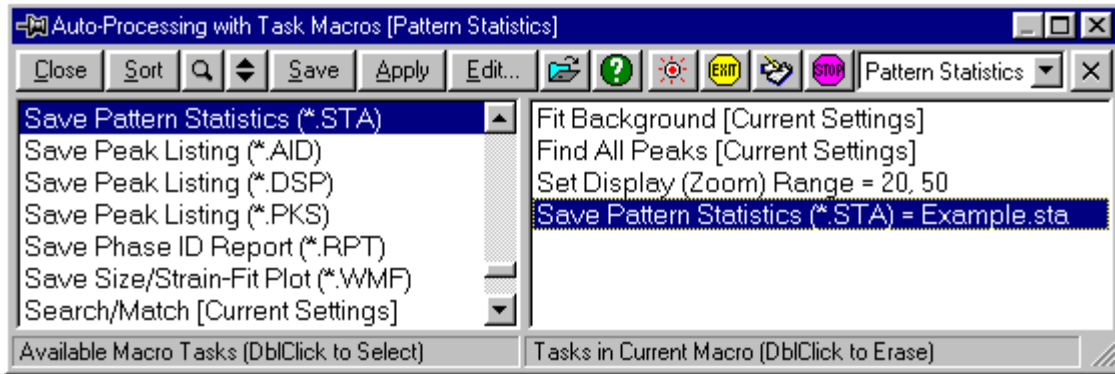 Auto-Processing with Task Macros [Pattern Statistics]
Close Sort Save Apply Edit... ? EXIT STOP Pattern Statistics
Save Pattern Statistics (*.STA)
Save Peak Listing (*.AID)
Save Peak Listing (*.DSP)
Save Peak Listing (*.PKS)
Save Phase ID Report (*.RPT)
Save Size/Strain-Fit Plot (*.WMF)
Search/Match [Current Settings]
Fit Background [Current Settings]
Find All Peaks [Current Settings]
Set Display (Zoom) Range = 20, 50
Save Pattern Statistics (*.STA) = Example.sta
Available Macro Tasks (DblClick to Select)
Tasks in Current Macro (DblClick to Erase)